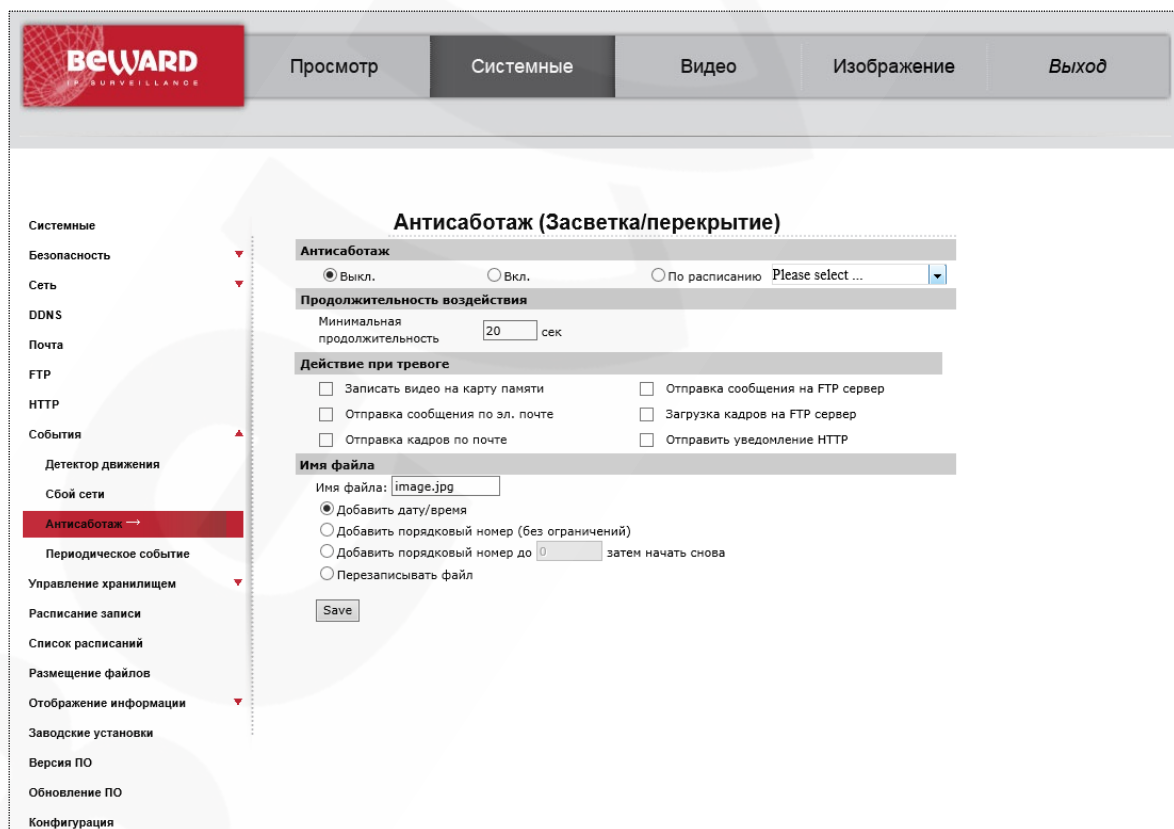 BEWARD
IP SURVEILLANCE
Просмотр
Системные
Видео
Изображение
Выход
Системные
Безопасность
Сеть
DDNS
Почта
FTP
HTTP
События
Детектор движения
Сбой сети
Антисаботаж →
Периодическое событие
Управление хранилищем
Расписание записи
Список расписаний
Размещение файлов
Отображение информации
Заводские установки
Версия ПО
Обновление ПО
Конфигурация
Антисаботаж (Засветка/перекрытие)
Антисаботаж
Выкл. Вкл. По расписанию Please select ...
Продолжительность воздействия
Минимальная
продолжительность 20 сек
Действие при тревоге
Записать видео на карту памяти Отправка сообщения на FTP сервер
Отправка сообщения по эл. почте Загрузка кадров на FTP сервер
Отправка кадров по почте Отправить уведомление HTTP
Имя файла
Имя файла: image.jpg
Добавить дату/время
Добавить порядковый номер (без ограничений)
Добавить порядковый номер до 0 затем начать снова
Перезаписывать файл
Save